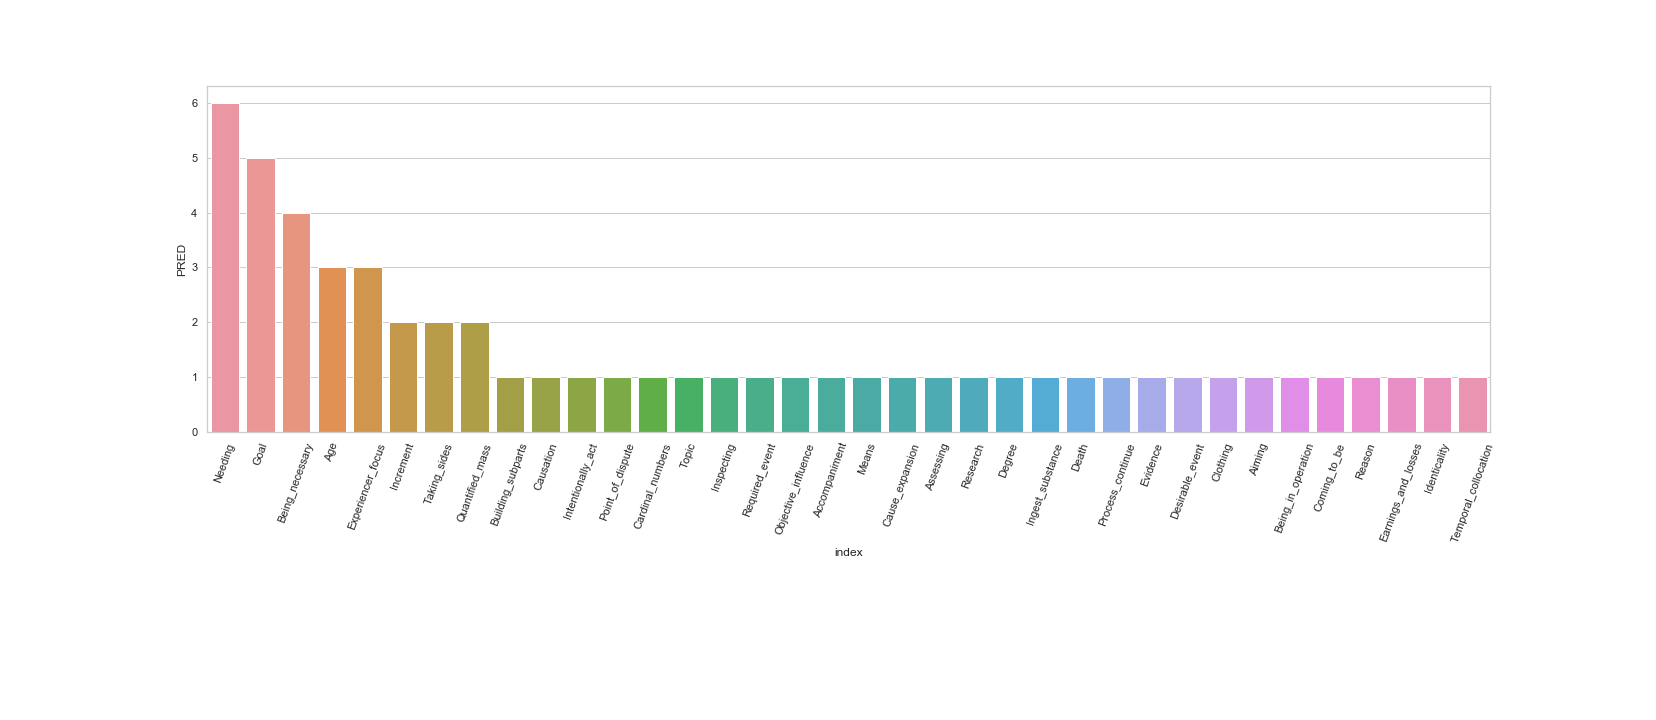 6
5
4
3
2
1
0
PRED
Needing
Goal
Being_necessary
Age
Experiencer_focus
Increment
Taking_sides
Quantified_mass
Building_subparts
Causation
Intentionally_act
Point_of_dispute
Cardinal_numbers
Topic
Inspecting
Required_event
Objective_influence
Accompaniment
Means
Cause_expansion
Assessing
Research
Degree
Ingest_substance
Death
Process_continue
Evidence
Desirable_event
Clothing
Aiming
Being_in_operation
Coming_to_be
Reason
Earnings_and_losses
Identicality
Temporal_collocation
index